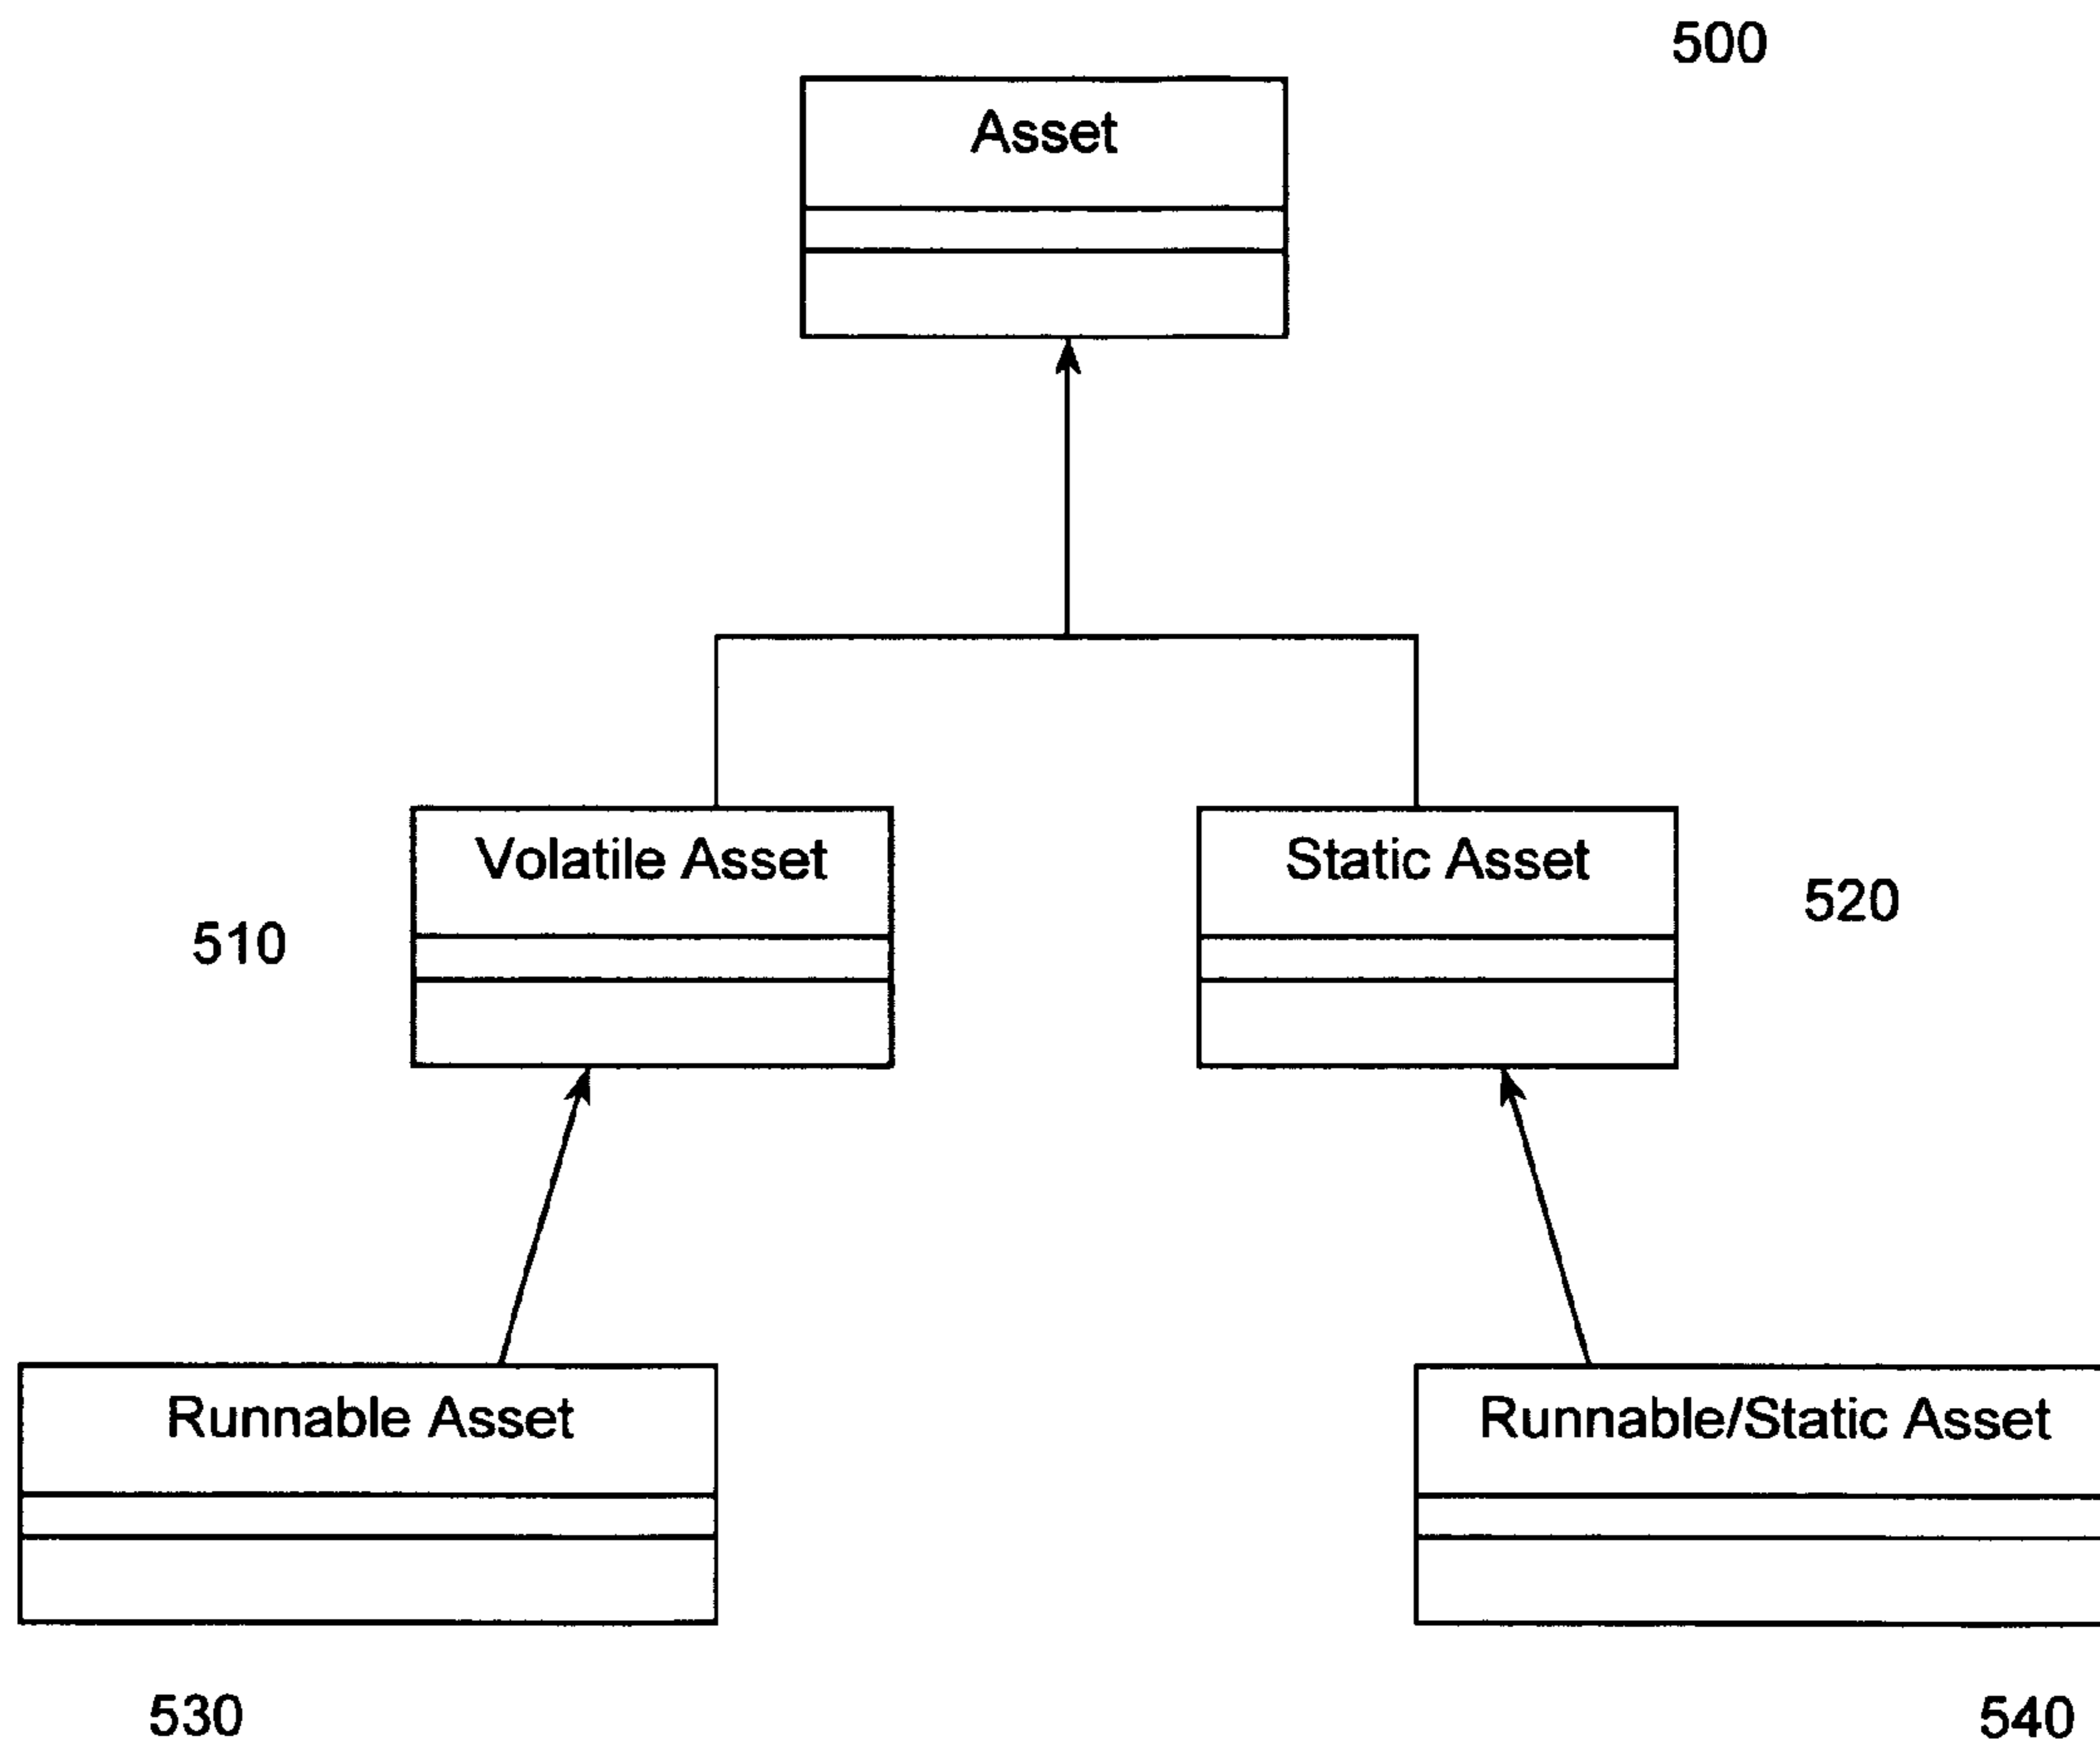 500
Asset
Volatile Asset
Static Asset
510
520
Runnable Asset
Runnable/Static Asset
530
540